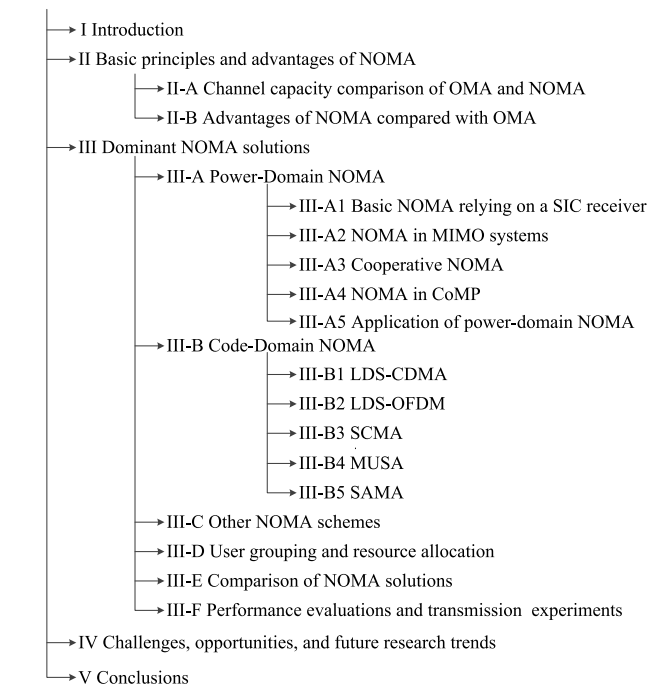 I Introduction
II Basic principles and advantages of NOMA
II-A Channel capacity comparison of OMA and NOMA
II-B Advantages of NOMA compared with OMA
III Dominant NOMA solutions
III-A Power-Domain NOMA
III-A1 Basic NOMA relying on a SIC receiver
III-A2 NOMA in MIMO systems
III-A3 Cooperative NOMA
III-A4 NOMA in CoMP
III-A5 Application of power-domain NOMA
III-B Code-Domain NOMA
III-B1 LDS-CDMA
III-B2 LDS-OFDM
III-B3 SCMA
III-B4 MUSA
III-B5 SAMA
III-C Other NOMA schemes
III-D User grouping and resource allocation
III-E Comparison of NOMA solutions
III-F Performance evaluations and transmission experiments
IV Challenges, opportunities, and future research trends
V Conclusions